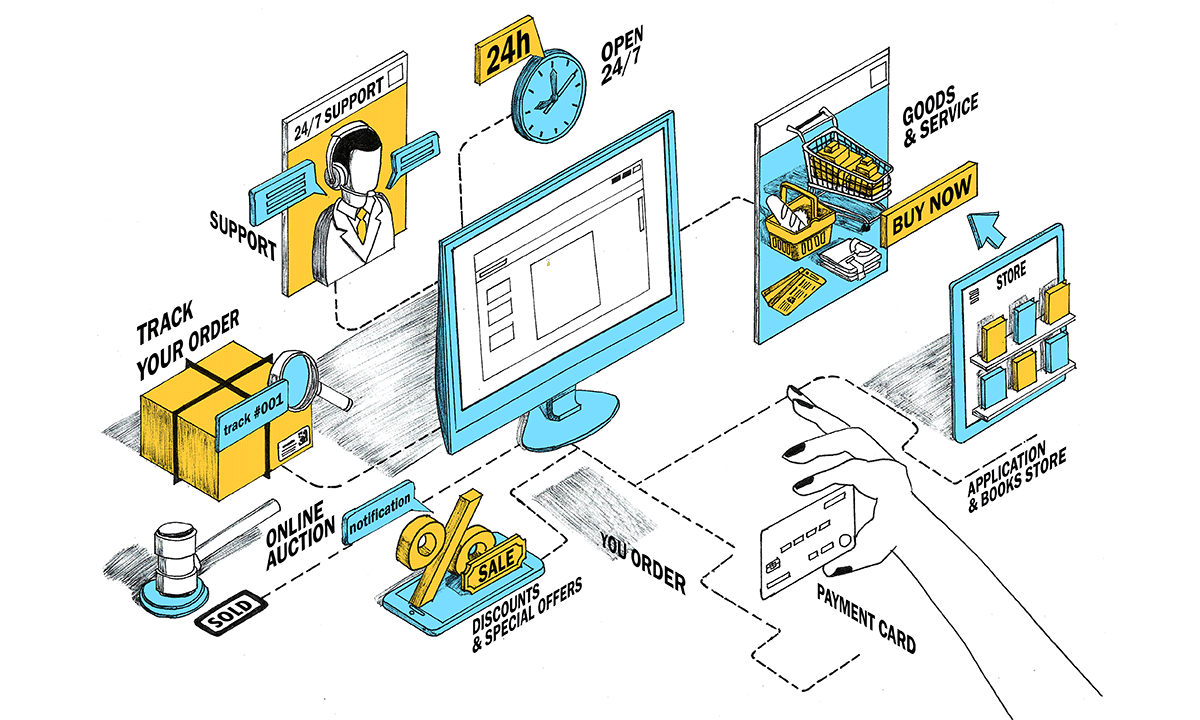 24h
OPEN
24/7
24/7 SUPPORT
SUPPORT
GOODS
& SERVICE
BUY NOW
STORE
TRACK
YOUR ORDER
track #001
APPLICATION
& BOOKS STORE
ONLINE
AUCTION
notification
SALE
SOLD
DISCOUNTS
& SPECIAL OFFERS
YOU ORDER
PAYMENT CARD